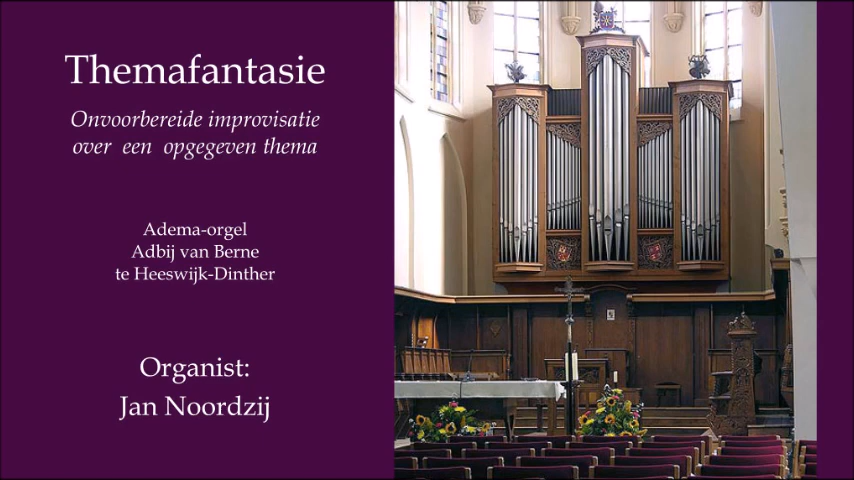 Themafantasie
Onvoorbereide improvisatie
over een opgegeven thema
Adema-orgel
Adbij van Berne
te Heeswijk-Dinther
Organist:
Jan Noordzij